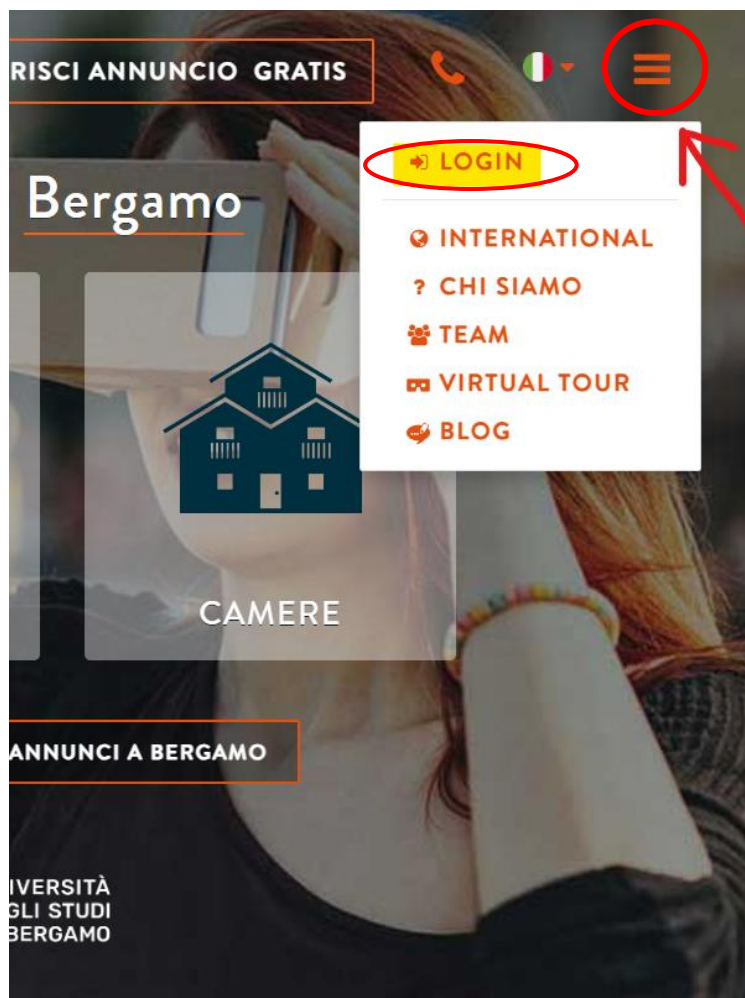 RISCI ANNUNCIO GRATIS
LOGIN
Bergamo
INTERNATIONAL
? CHI SIAMO
TEAM
VIRTUAL TOUR
BLOG
CAMERE
ANNUNCI A BERGAMO
IVERSITÀ
GLI STUDI
BERGAMO